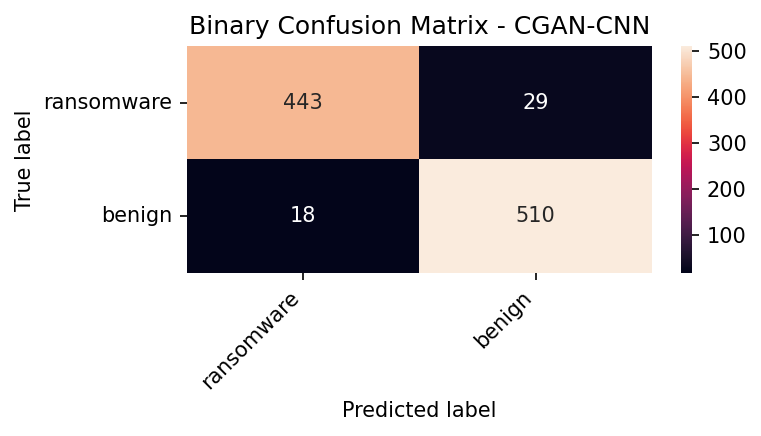 Binary Confusion Matrix - CGAN-CNN
True label
ransomware
443
29
benign
18
510
500
400
300
200
100
ransomware
benign
Predicted label